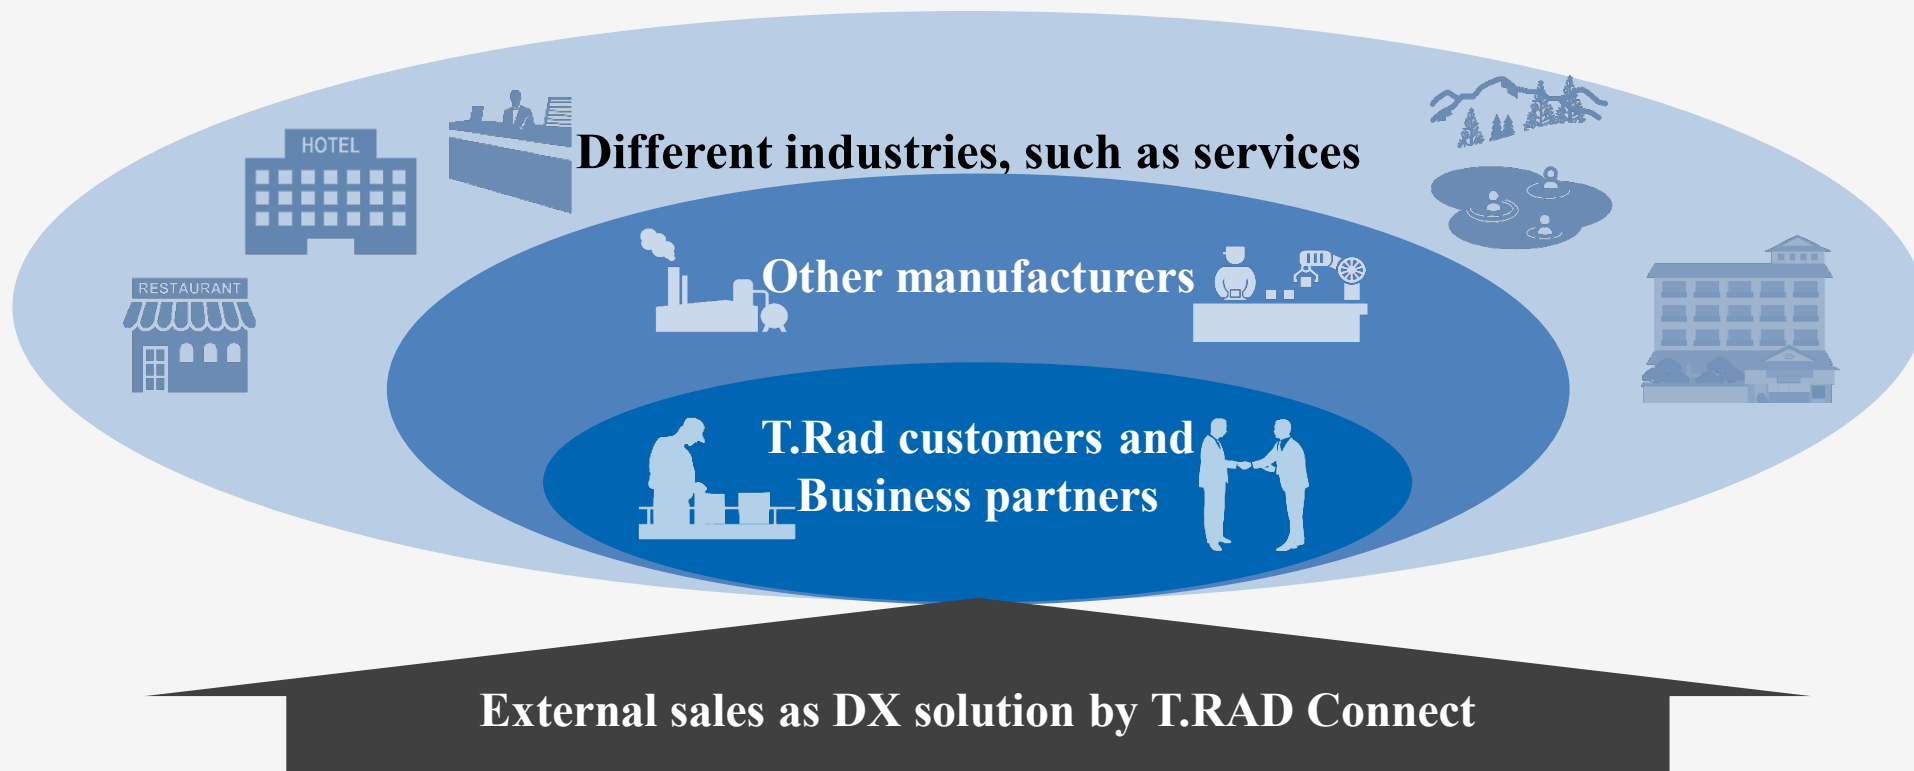 Different industries, such as services
HOTEL
RESTAURANT
Other manufacturers
T.Rad customers and
Business partners
External sales as DX solution by T.RAD Connect